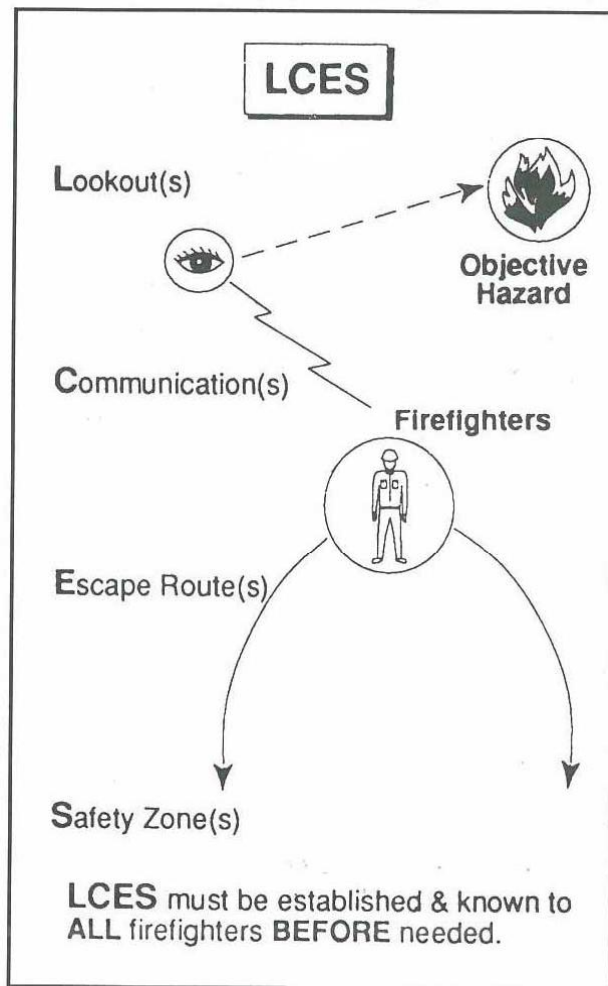 LCES
Lookout(s)
Objective
Hazard
Communication(s)
Firefighters
Escape Route(s)
Safety Zone(s)
LCES must be established & known to
ALL firefighters BEFORE needed.